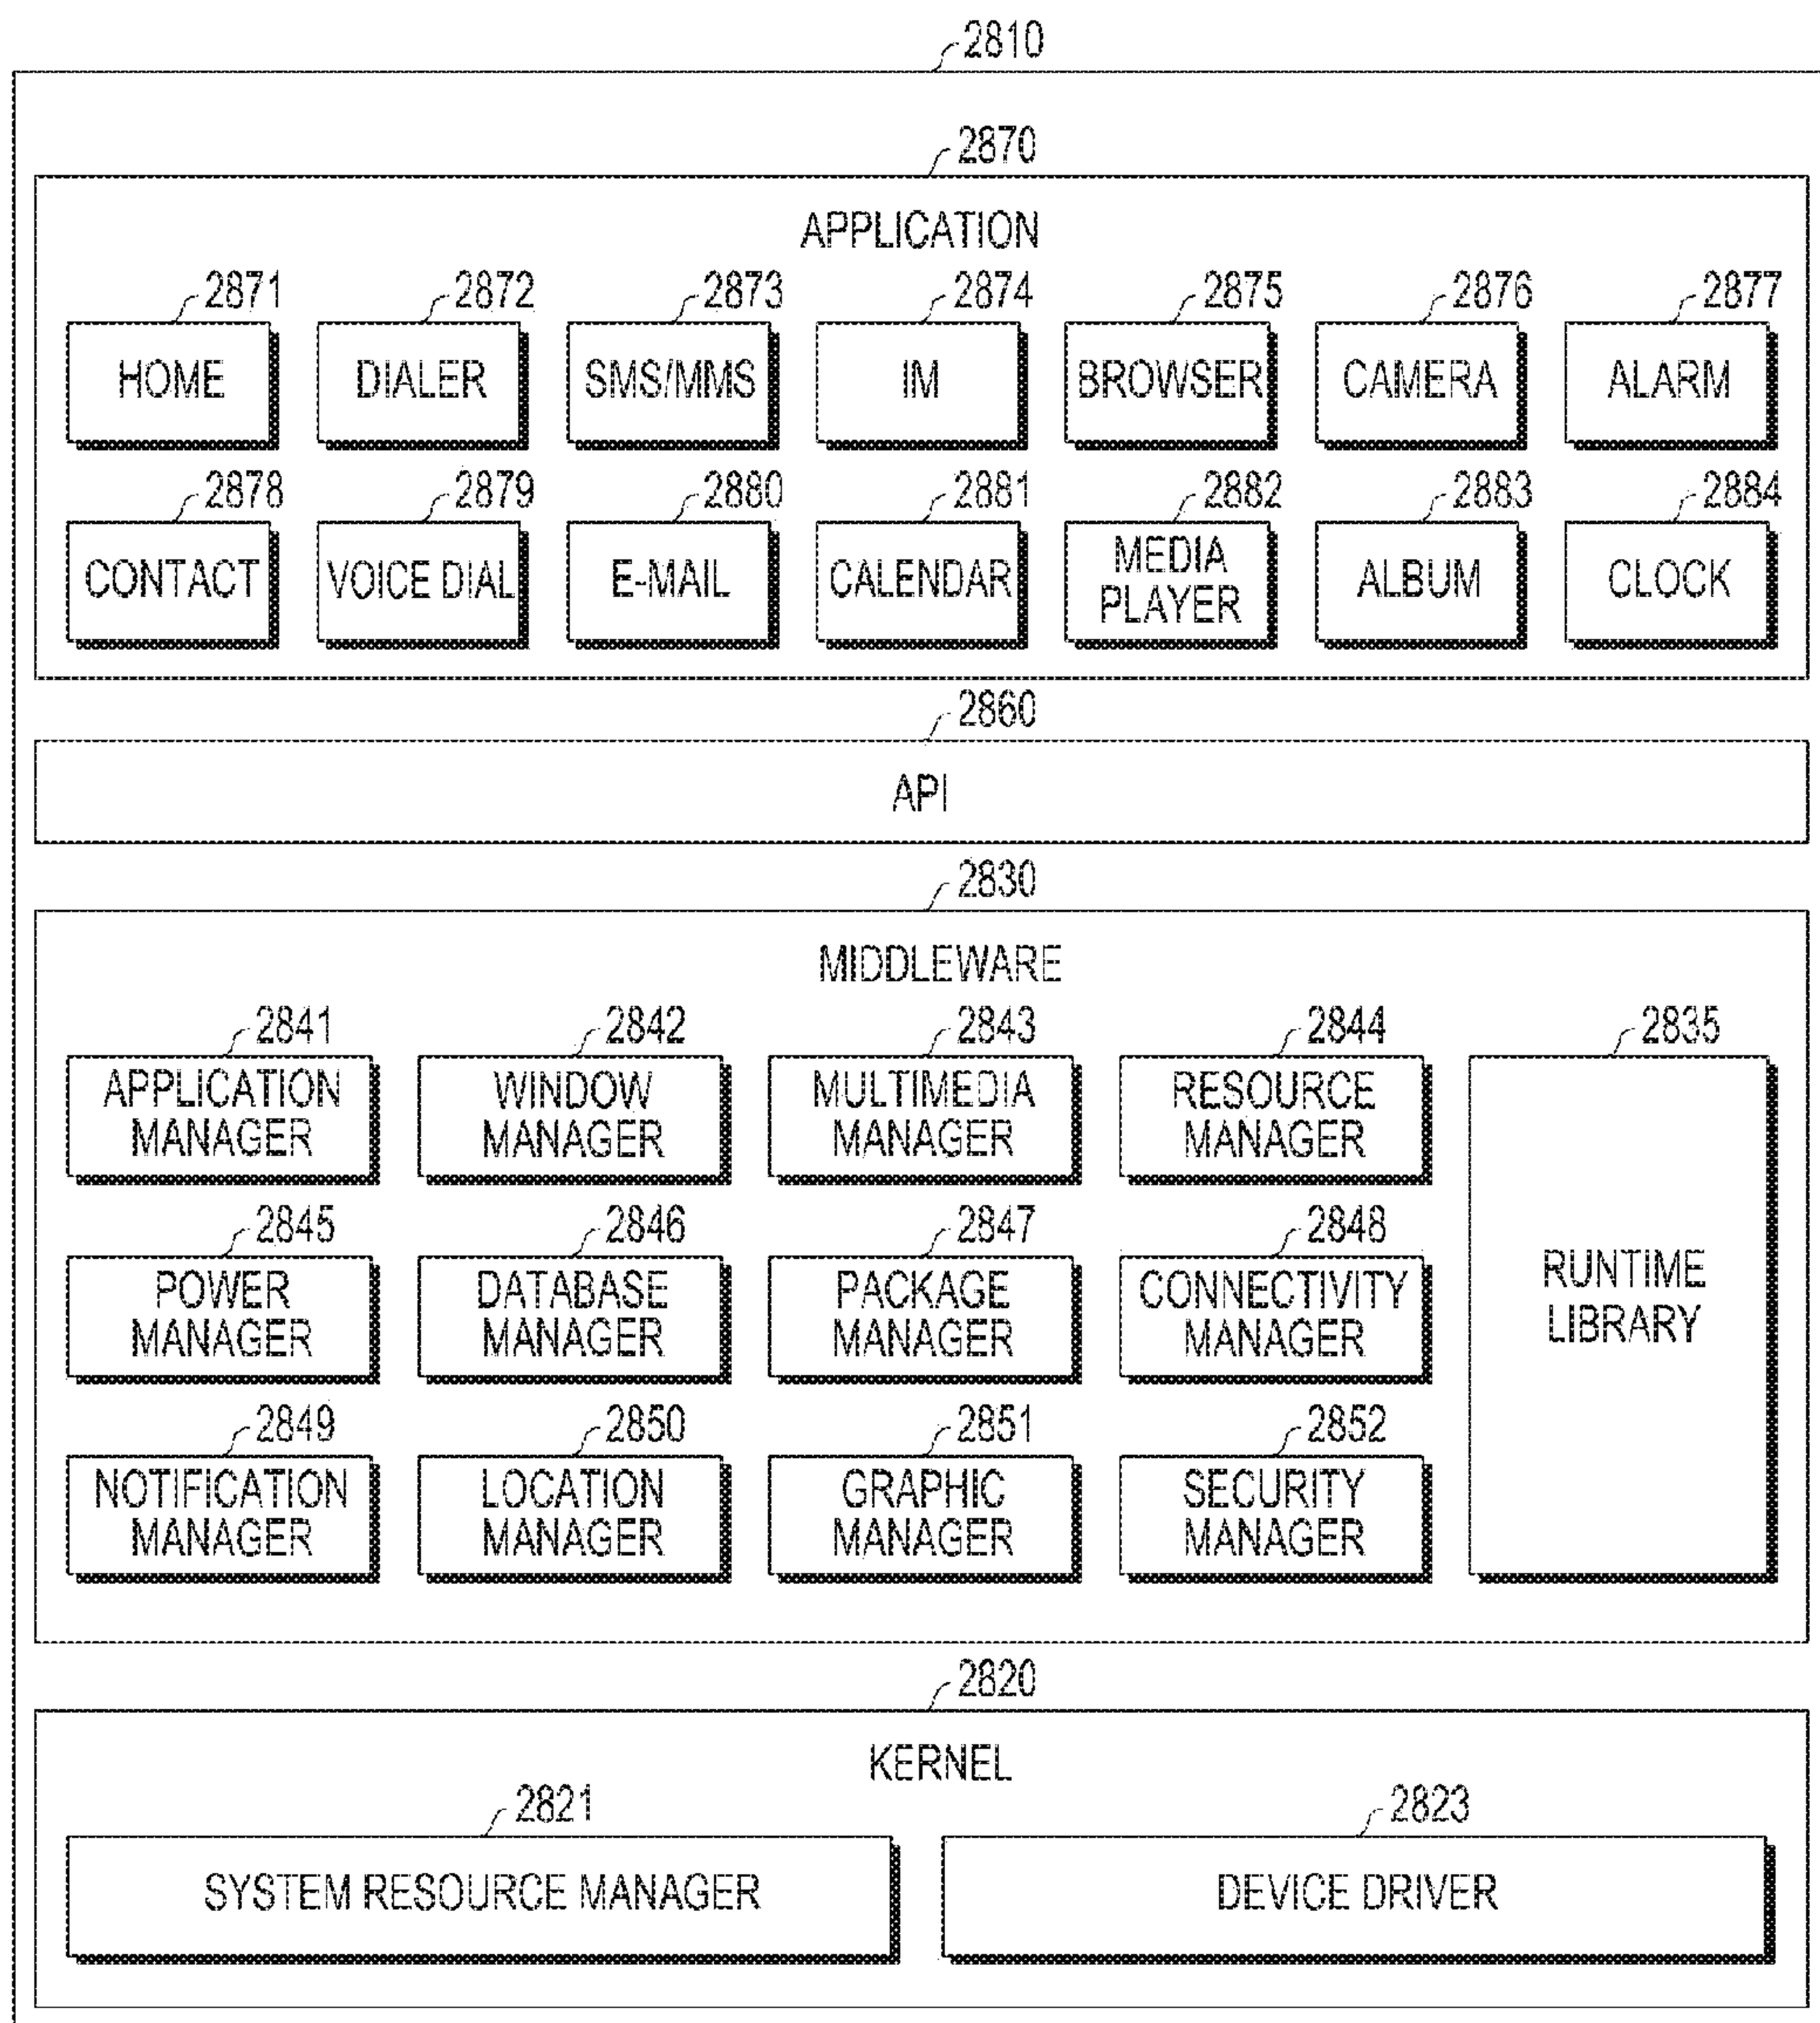 2810
2870
APPLICATION
2871 2872 2873 2874 2875 2876 2877
HOME DIALER SMS/MMS IM BROWSER CAMERA ALARM
2878 2879 2880 2881 2882 2883 2884
CONTACT VOICE DIAL E-MAIL CALENDAR MEDIA PLAYER ALBUM CLOCK
2860
API
2830
MIDDLEWARE
2841 2842 2843 2844 2835
APPLICATION WINDOW MULTIMEDIA RESOURCE
MANAGER MANAGER MANAGER MANAGER
2845 2846 2847 2848
POWER DATABASE PACKAGE CONNECTIVITY RUNTIME
MANAGER MANAGER MANAGER MANAGER LIBRARY
2849 2850 2851 2852
NOTIFICATION LOCATION GRAPHIC SECURITY
MANAGER MANAGER MANAGER MANAGER
2820
KERNEL
2821 2823
SYSTEM RESOURCE MANAGER DEVICE DRIVER